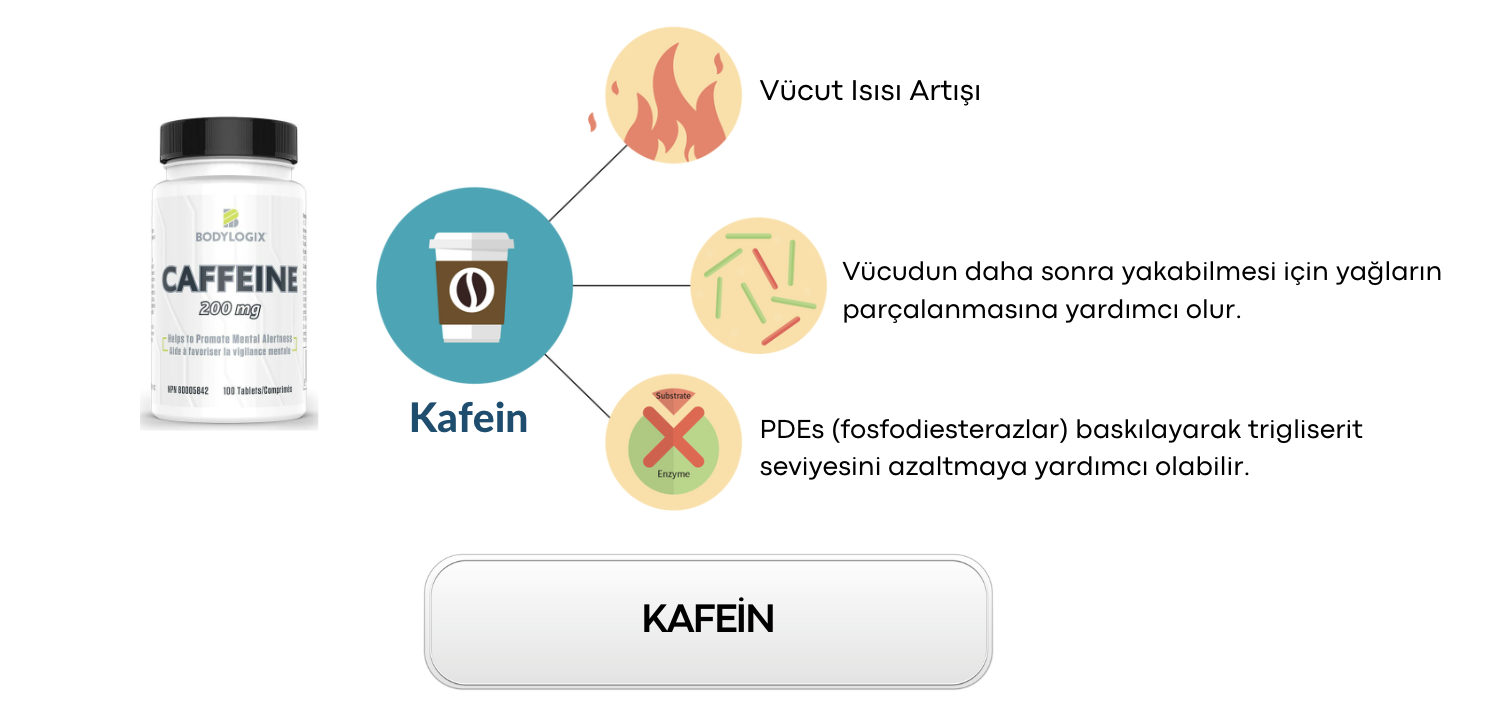 Vücut Isısı Artışı
BODYLOGIX
CAFFEINE
200 mg
Helps to Promote Mental Alertness
Aide à favoriser la vigilance mentale
NPN 80005842 100 Tablets/Comprimés
Vücudun daha sonra yakabilmesi için yağların
parçalanmasına yardımcı olur.
Kafein
Substrate
Enzyme
PDEs (fosfodiesterazlar) baskılayarak trigliserit
seviyesini azaltmaya yardımcı olabilir.
KAFEİN